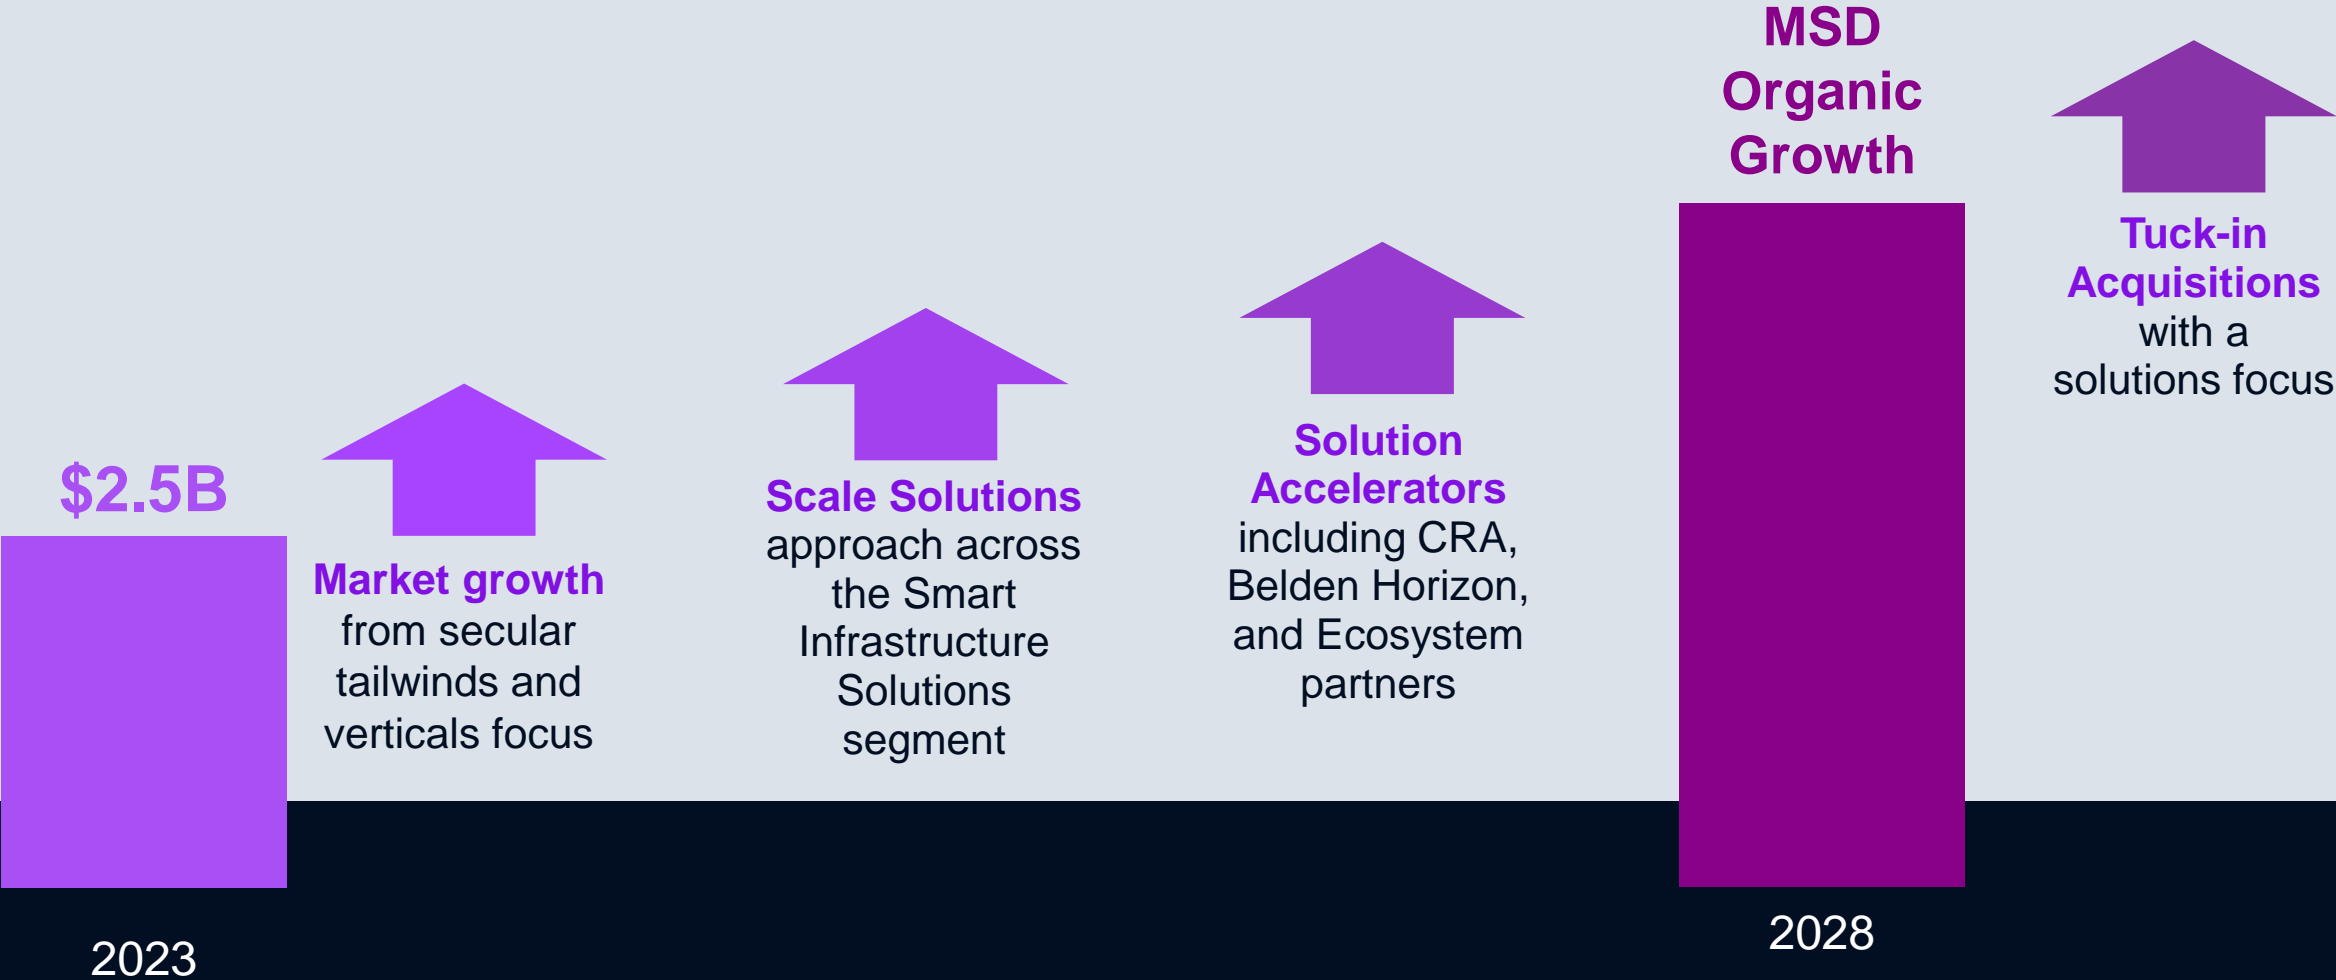 $2.5B
2023
Market growth
from secular
tailwinds and
verticals focus
Scale Solutions
approach across
the Smart
Infrastructure
Solutions
segment
Solution
Accelerators
including CRA,
Belden Horizon,
and Ecosystem
partners
MSD
Organic
Growth
2028
Tuck-in
Acquisitions
with a
solutions focus